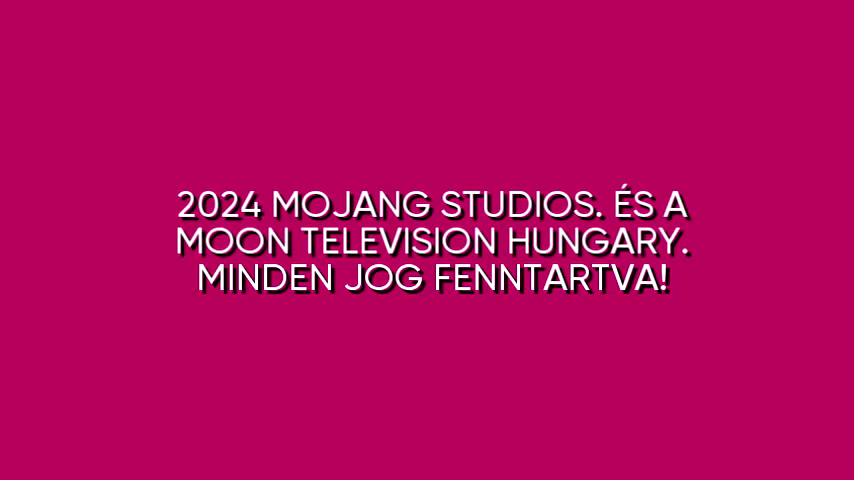 2024 MOJANG STUDIOS. ÉS A
MOON TELEVISION HUNGARY.
MINDEN JOG FENNTARTVA!